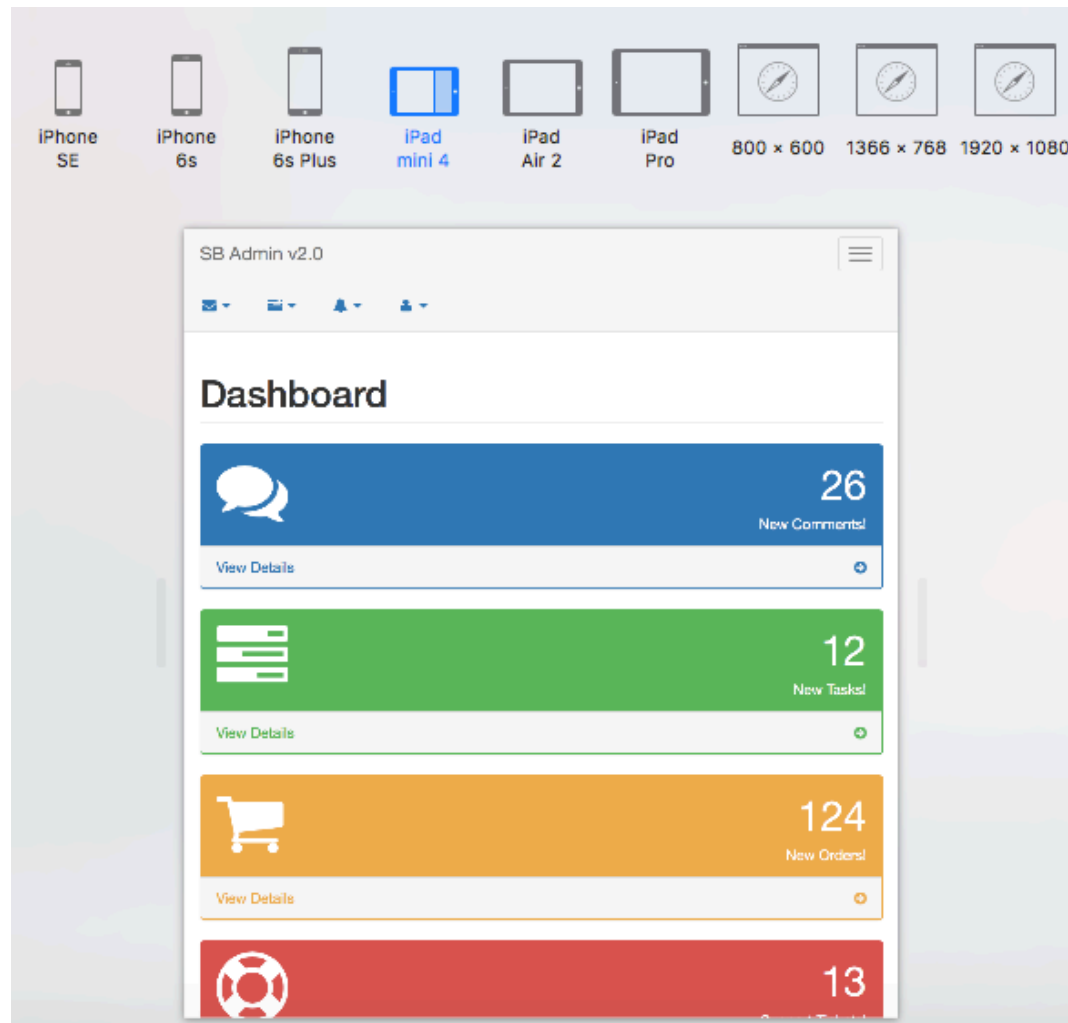 iPhone SE
iPhone 6s
iPhone 6s Plus
iPad mini 4
iPad Air 2
iPad Pro
800 × 600
1366 × 768
1920 × 1080
SB Admin v2.0
Dashboard
26
New Comments!
View Details
12
New Tasks!
View Details
124
New Orders!
View Details
13